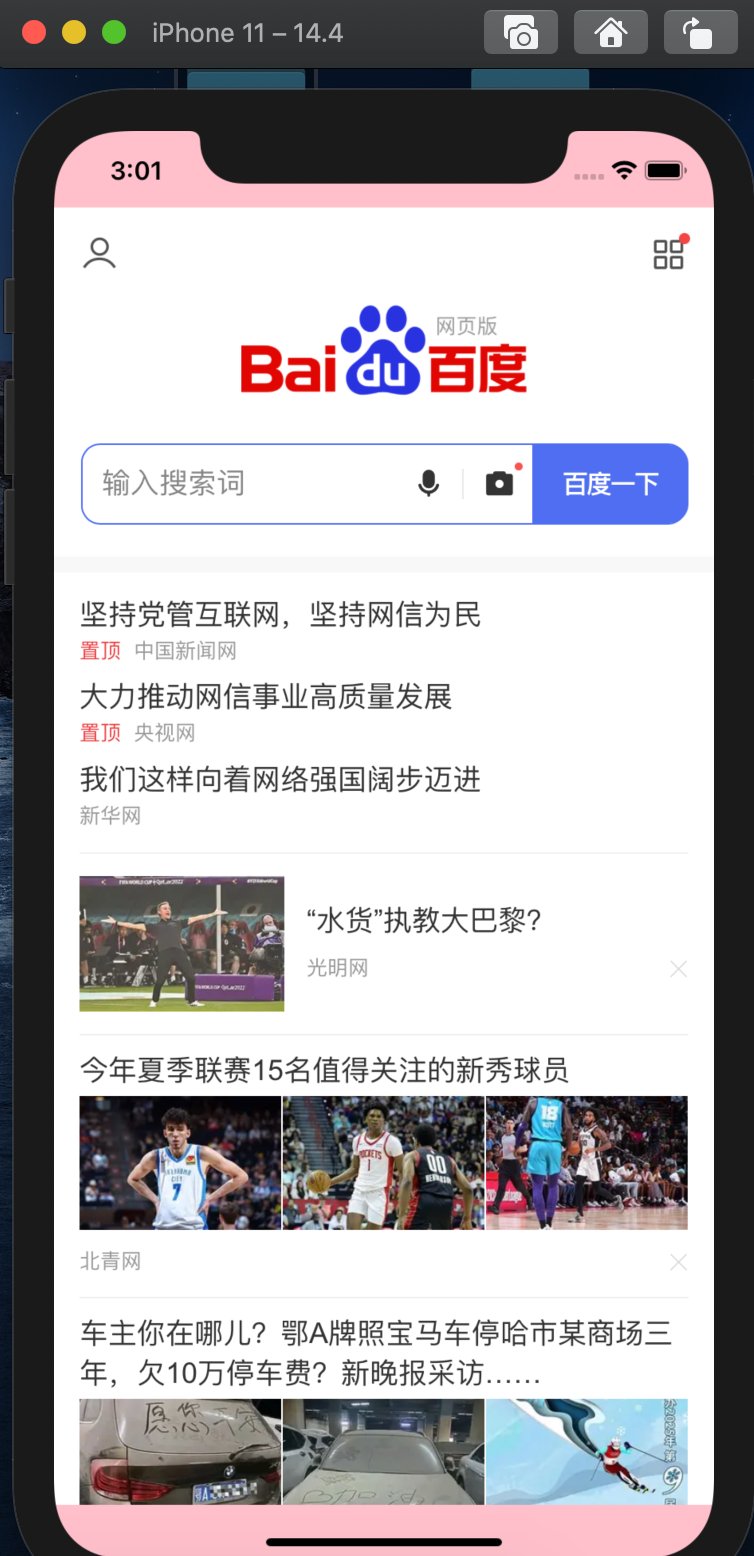 iPhone 11 – 14.4
3:01
网页版
Bai du 百度
输入搜索词
百度一下
坚持党管互联网，坚持网信为民
置顶 中国新闻网
大力推动网信事业高质量发展
置顶 央视网
我们这样向着网络强国阔步迈进
新华网
“水货”执教大巴黎？
光明网
今年夏季联赛15名值得关注的新秀球员
OKLAHOMA
CITY
7
ROCKETS
1
00
18
北青网
车主你在哪儿？鄂A牌照宝马车停哈市某商场三
年，欠10万停车费？新晚报采访……